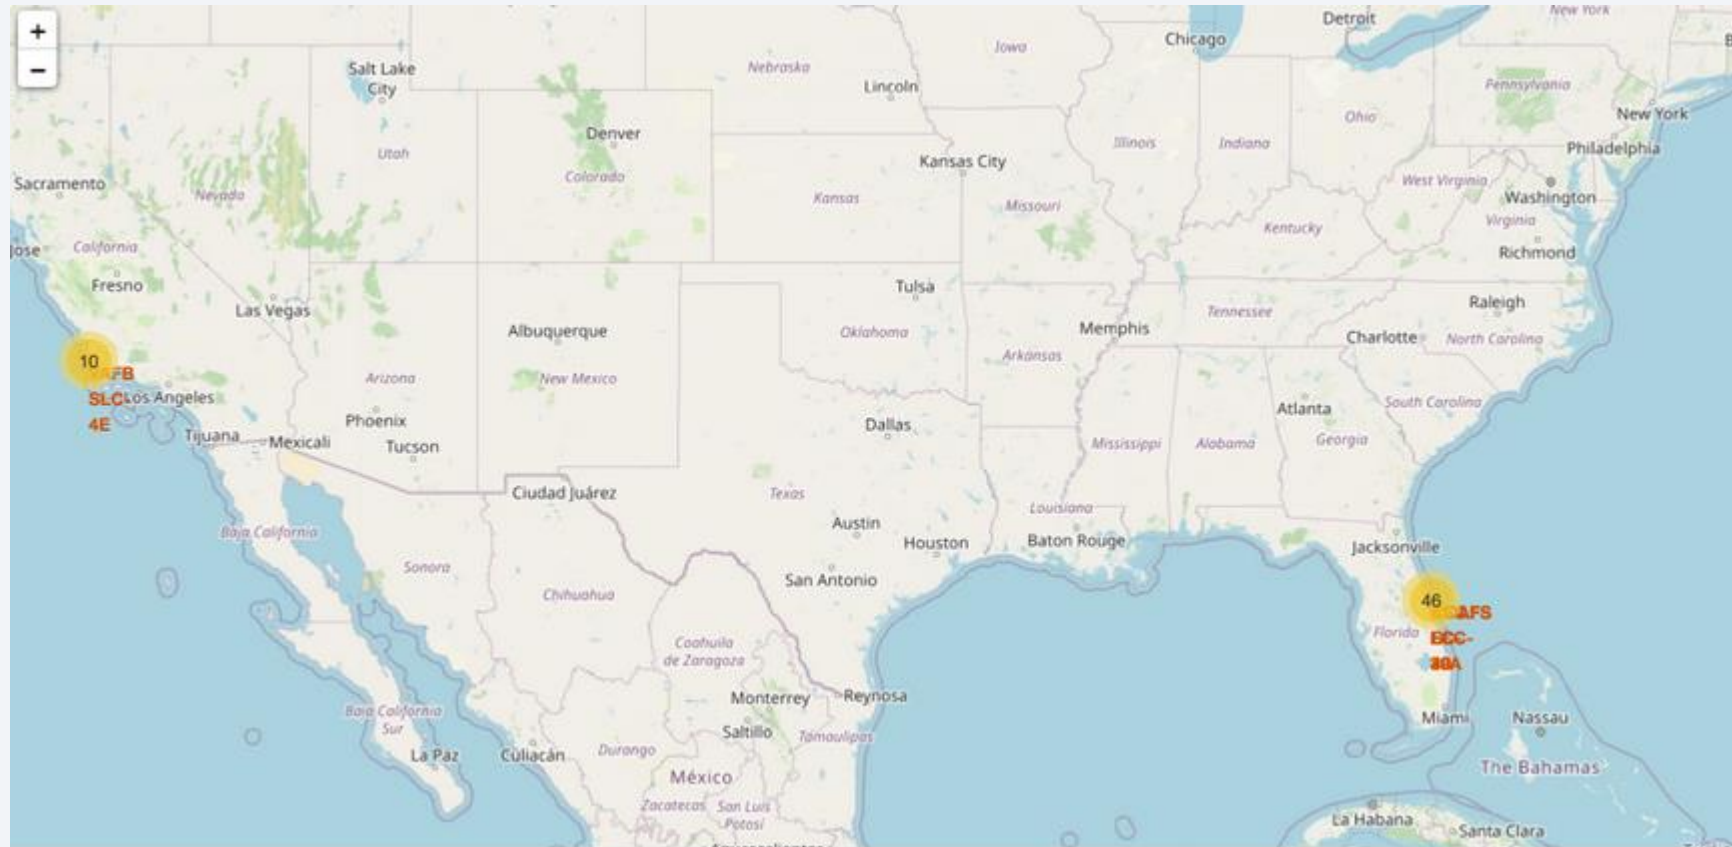 +
−
Salt Lake
City
Nebraska
Iowa
Chicago
Detroit
New York
Lincoln
Pennsylvania
New York
Denver
Utah
Colorado
Illinois
Indiana
Ohio
Philadelphia
Sacramento
Nevada
Kansas City
Kansas
Missouri
West Virginia
Washington
Virginia
Kentucky
Richmond
Jose
California
Fresno
Las Vegas
Tulsa
Raleigh
Albuquerque
Oklahoma
Memphis
Tennessee
Charlotte
North Carolina
10
AFB
Arizona
New Mexico
Arkansas
SLC-
Los Angeles
4E
Phoenix
Dallas
Atlanta
South Carolina
Tijuana
Mexicali
Tucson
Mississippi
Alabama
Georgia
Ciudad Juárez
Texas
Louisiana
Baja California
Austin
Houston
Baton Rouge
Jacksonville
Sonora
Chihuahua
San Antonio
46
AFS
Florida
Coahuila
de Zaragoza
Monterrey
Reynosa
Baja California
Sur
Saltillo
Tamaulipas
Miami
Nassau
La Paz
Culiacán
Durango
México
The Bahamas
Zacatecas
San Luis
Potosí
La Habana
Santa Clara